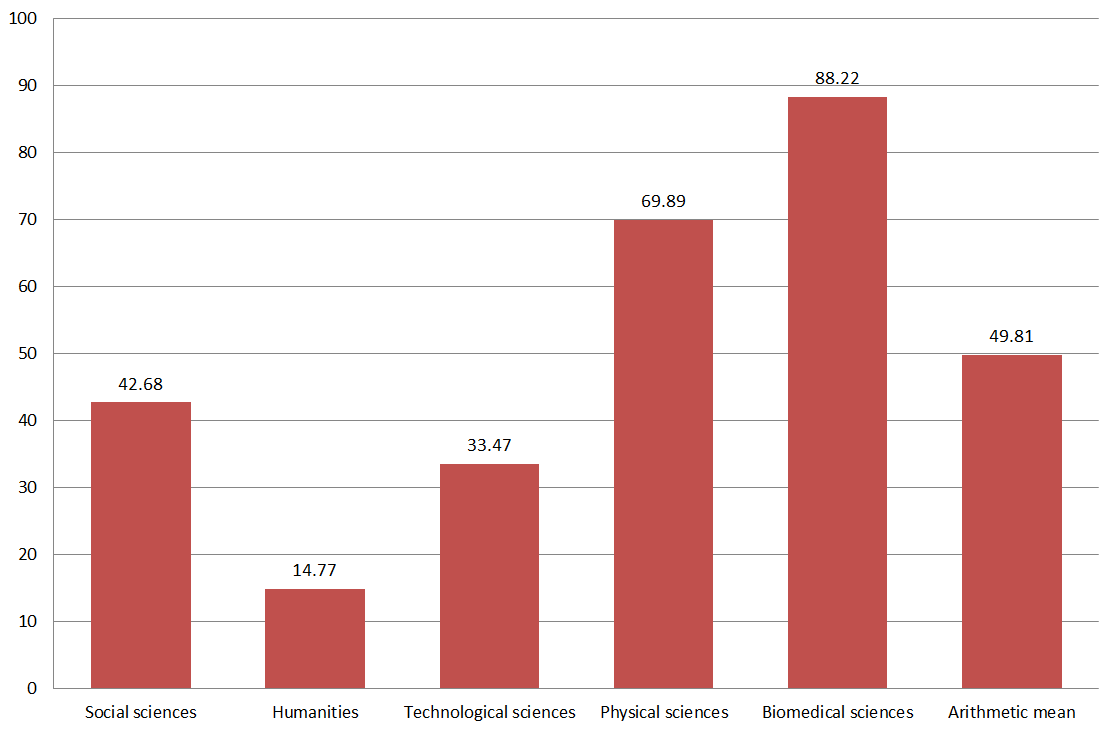 100
90
80
70
60
50
40
30
20
10
0
42.68
14.77
33.47
69.89
88.22
49.81
Social sciences
Humanities
Technological sciences
Physical sciences
Biomedical sciences
Arithmetic mean